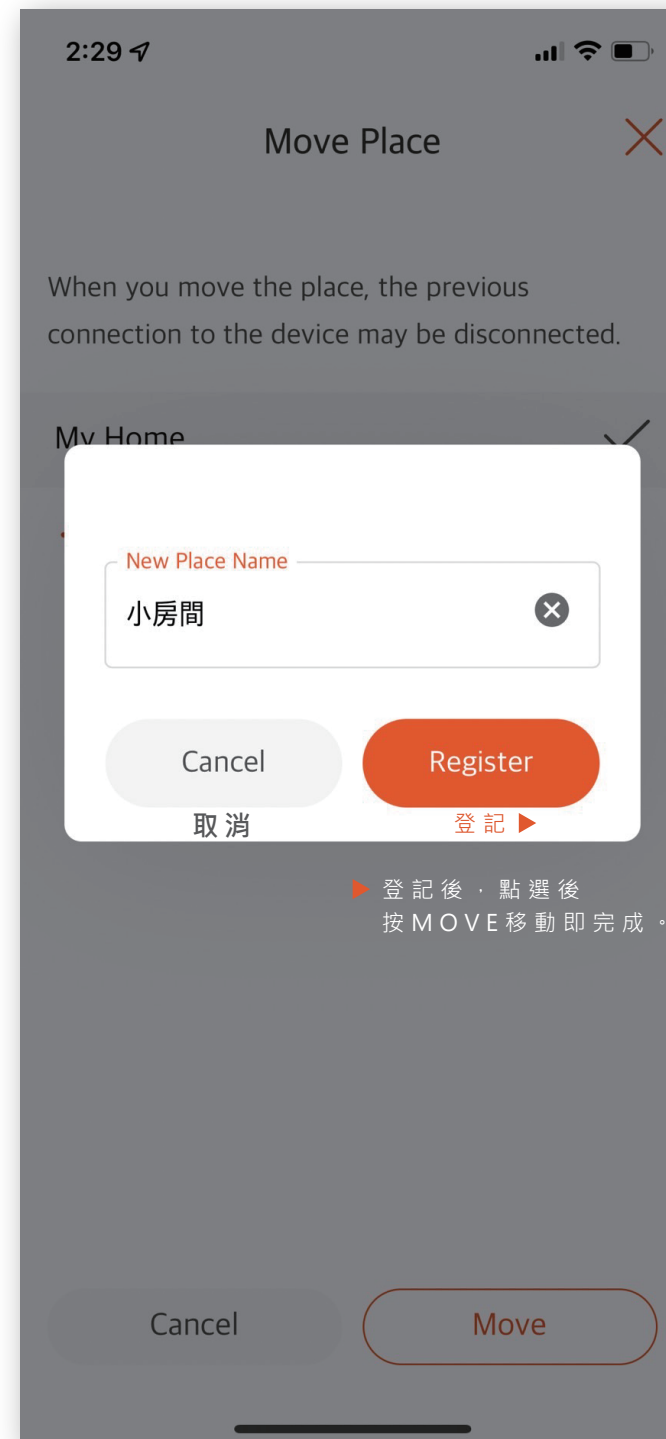 2:29
Move Place
When you move the place, the previous
connection to the device may be disconnected.
My Home
New Place Name
小房間
Cancel
Register
取消
登記▶
▶ 登記後，點選後
按MOVE移動即完成。
Cancel
Move